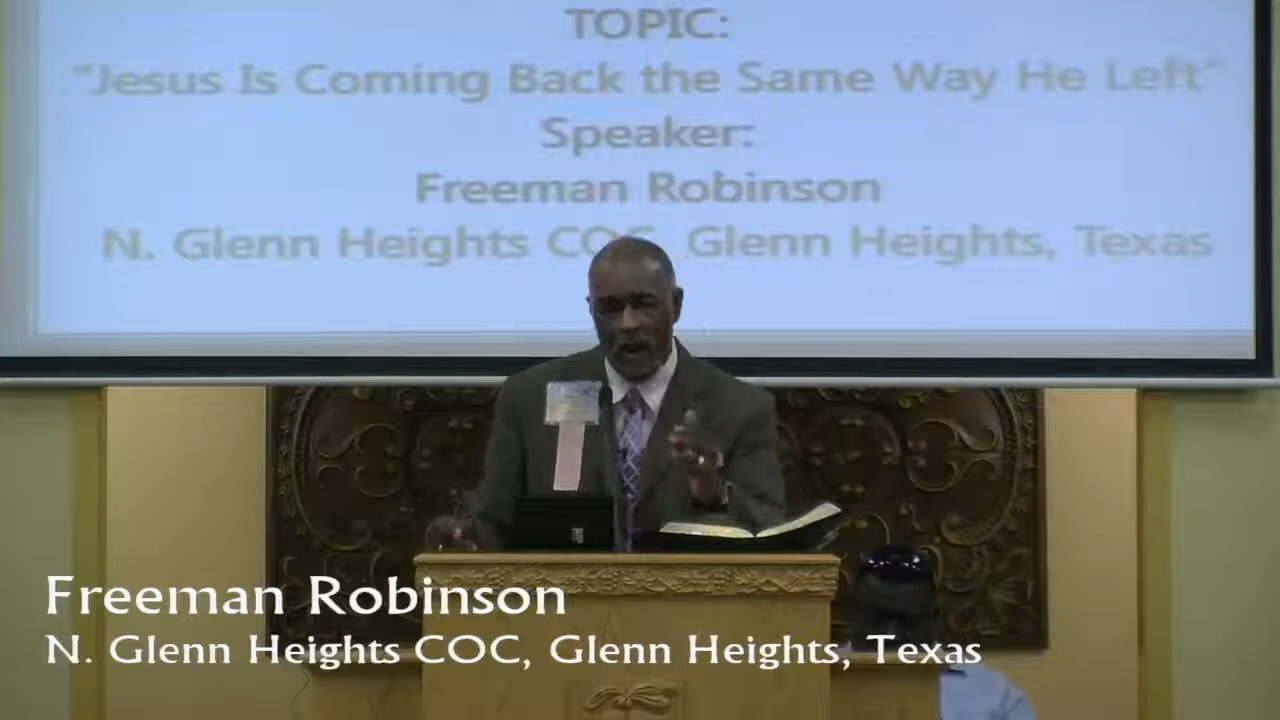 TOPIC:
"Jesus Is Coming Back the Same Way He Left"
Speaker:
Freeman Robinson
N. Glenn Heights COC, Glenn Heights, Texas
Freeman Robinson
N. Glenn Heights COC, Glenn Heights, Texas